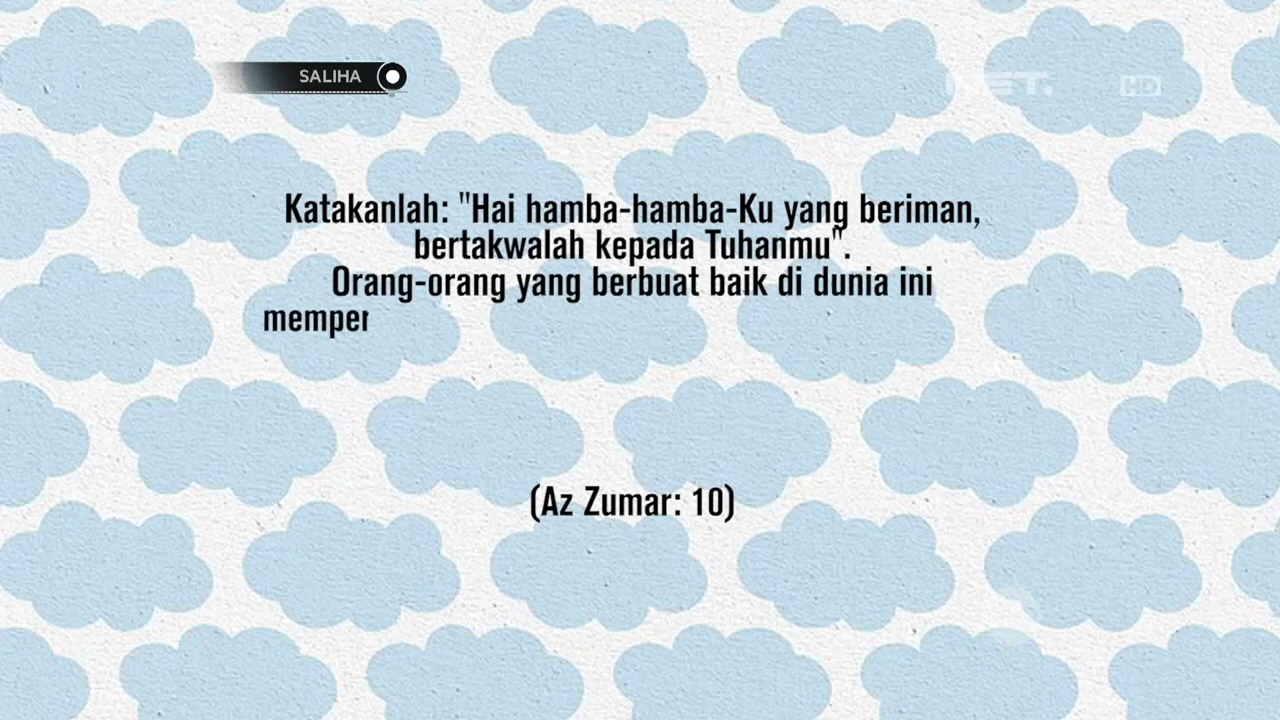 SALIHA
NET.
HD
Katakanlah: "Hai hamba-hamba-Ku yang beriman,
bertakwalah kepada Tuhanmu".
Orang-orang yang berbuat baik di dunia ini
memper
(Az Zumar: 10)